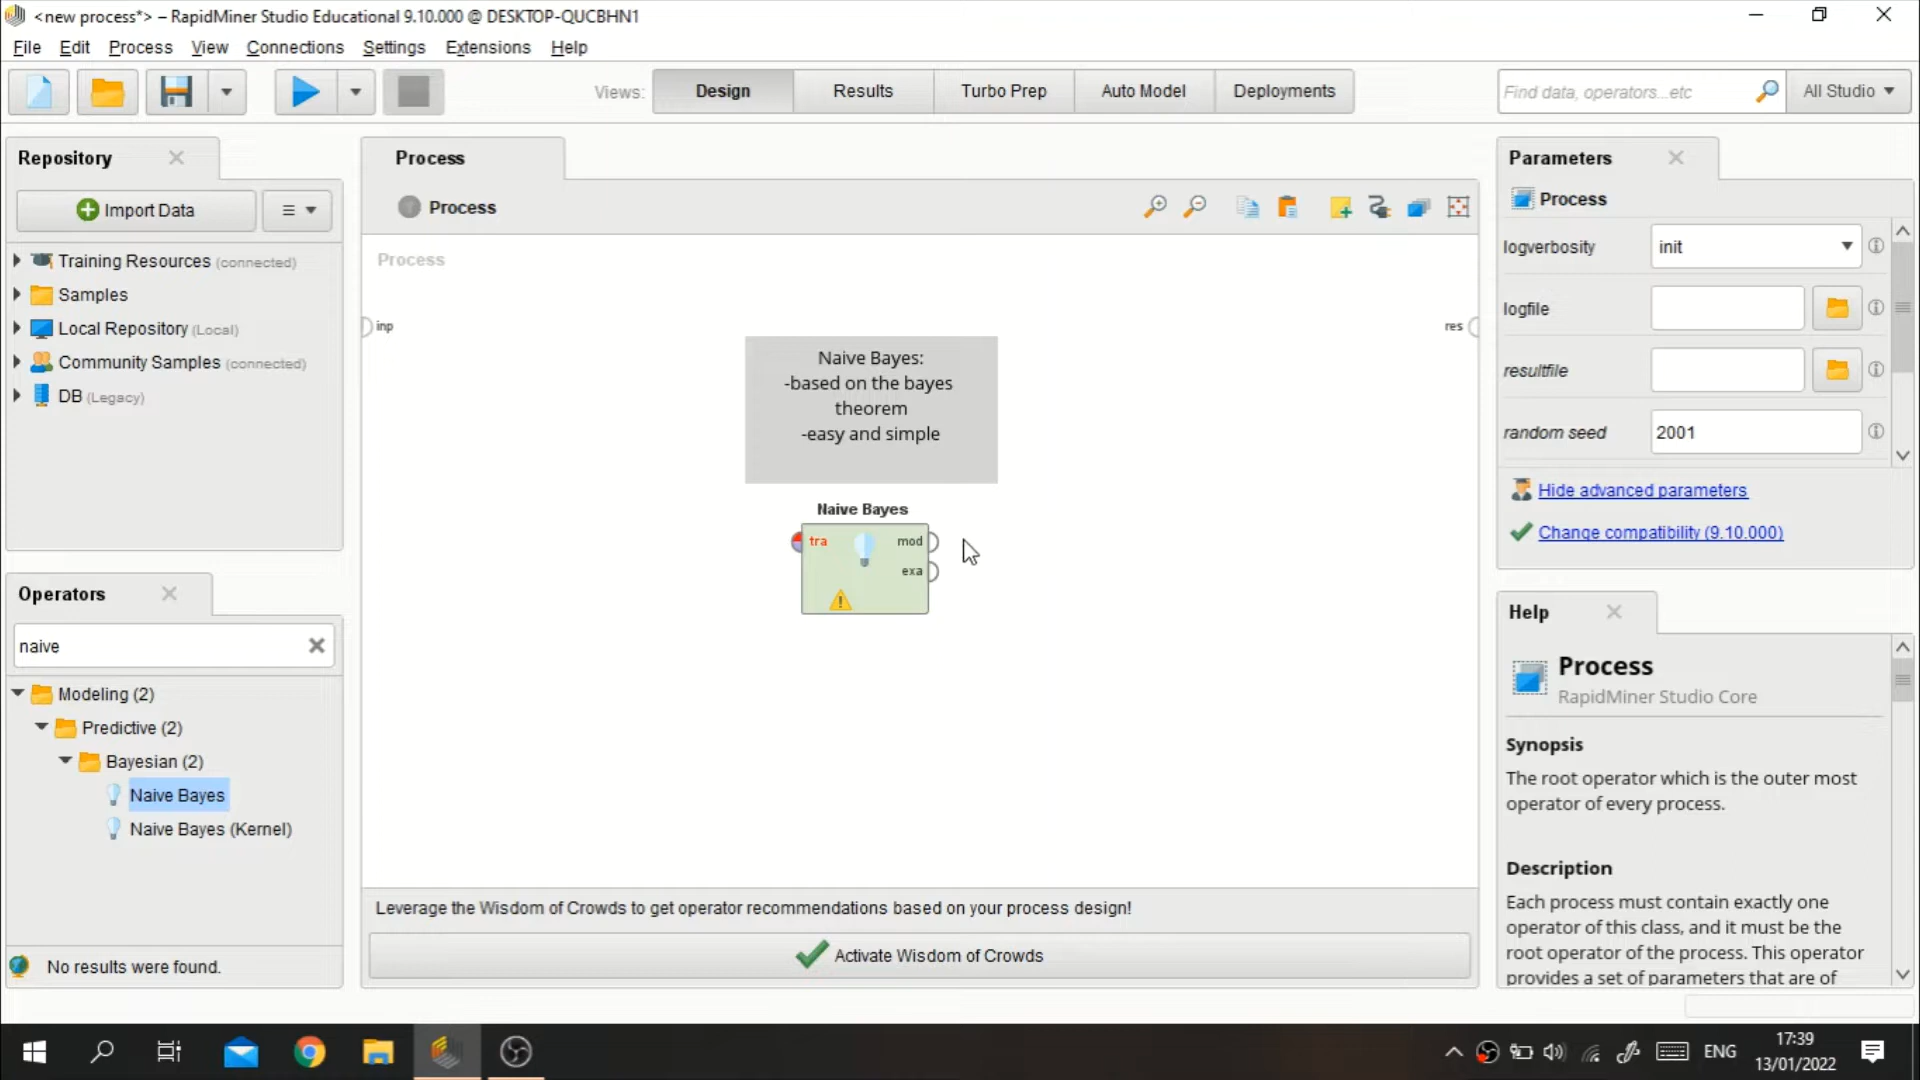 <new process*> – RapidMiner Studio Educational 9.10.000 @ DESKTOP-QUCBHN1
File Edit Process View Connections Settings Extensions Help
Views: Design Results Turbo Prep Auto Model Deployments
Find data, operators...etc
All Studio
Repository
Import Data
Training Resources (connected)
Samples
Local Repository (Local)
Community Samples (connected)
DB (Legacy)
Operators
naive
Modeling (2)
Predictive (2)
Bayesian (2)
Naive Bayes
Naive Bayes (Kernel)
No results were found.
Process
Process
Process
inp
res
Naive Bayes:
-based on the bayes
theorem
-easy and simple
Naive Bayes
tra
mod
exa
Leverage the Wisdom of Crowds to get operator recommendations based on your process design!
Activate Wisdom of Crowds
Parameters
Process
logverbosity
init
logfile
resultfile
random seed
2001
Hide advanced parameters
Change compatibility (9.10.000)
Help
Process
RapidMiner Studio Core
Synopsis
The root operator which is the outer most
operator of every process.
Description
Each process must contain exactly one
operator of this class, and it must be the
root operator of the process. This operator
provides a set of parameters that are of
ENG
17:39
13/01/2022